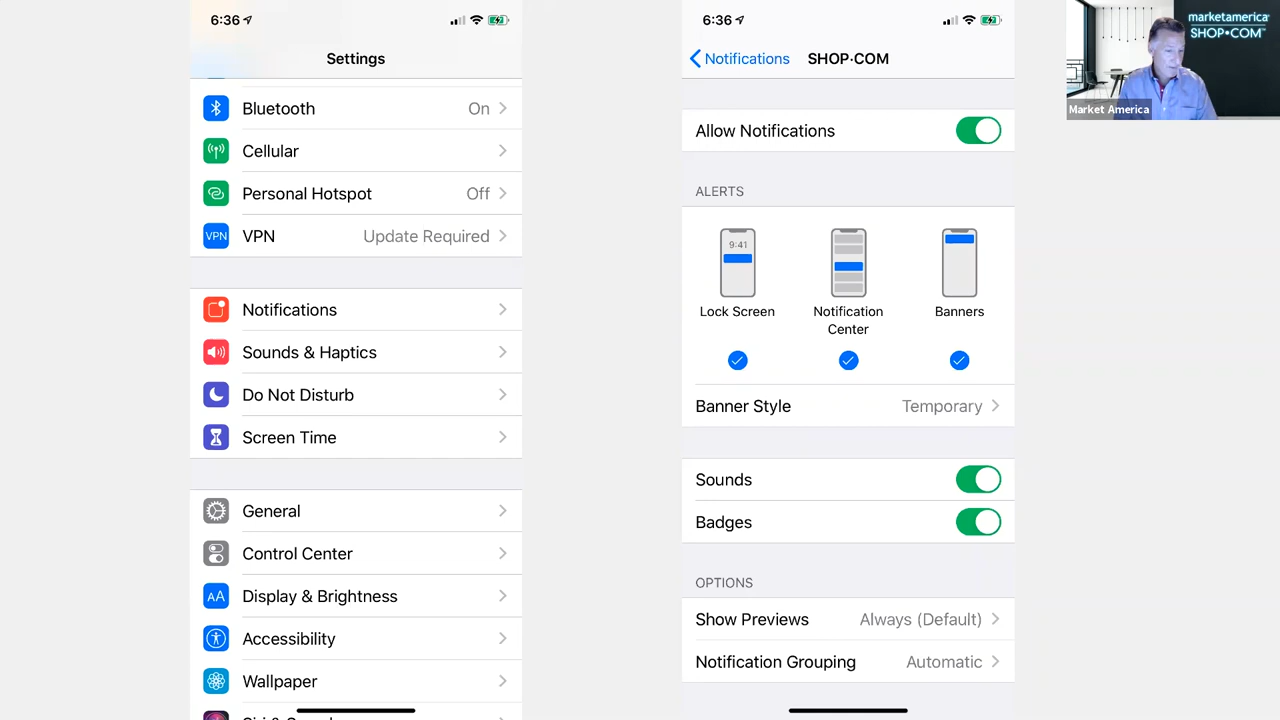 6:36
Settings
Bluetooth On
Cellular
Personal Hotspot Off
VPN VPN Update Required
Notifications
Sounds & Haptics
Do Not Disturb
Screen Time
General
Control Center
AA Display & Brightness
Accessibility
Wallpaper
6:36
Notifications SHOP•COM
Allow Notifications
ALERTS
9:41
Lock Screen
Notification
Center
Banners
Banner Style Temporary
Sounds
Badges
OPTIONS
Show Previews Always (Default)
Notification Grouping Automatic
marketamerica
SHOP•COM™
Market America